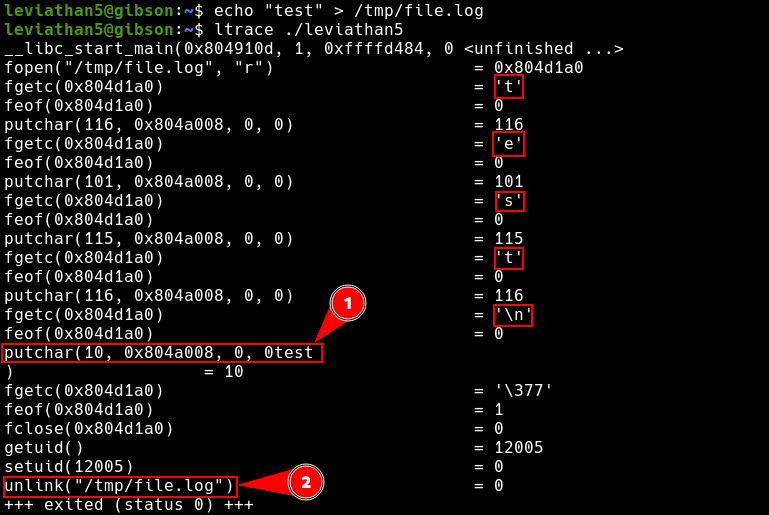 leviathan5@gibson:~$ echo "test" > /tmp/file.log
leviathan5@gibson:~$ ltrace ./leviathan5
__libc_start_main(0x804910d, 1, 0xffffd484, 0 <unfinished ...>
fopen("/tmp/file.log", "r") = 0x804d1a0
fgetc(0x804d1a0) = 't'
feof(0x804d1a0) = 0
putchar(116, 0x804a008, 0, 0) = 116
fgetc(0x804d1a0) = 'e'
feof(0x804d1a0) = 0
putchar(101, 0x804a008, 0, 0) = 101
fgetc(0x804d1a0) = 's'
feof(0x804d1a0) = 0
putchar(115, 0x804a008, 0, 0) = 115
fgetc(0x804d1a0) = 't'
feof(0x804d1a0) = 0
putchar(116, 0x804a008, 0, 0) = 116
fgetc(0x804d1a0) = '\n'
feof(0x804d1a0) = 0
1
putchar(10, 0x804a008, 0, 0test
) = 10
fgetc(0x804d1a0) = '\377'
feof(0x804d1a0) = 1
fclose(0x804d1a0) = 0
getuid() = 12005
setuid(12005) = 0
unlink("/tmp/file.log") = 0
2
+++ exited (status 0) +++